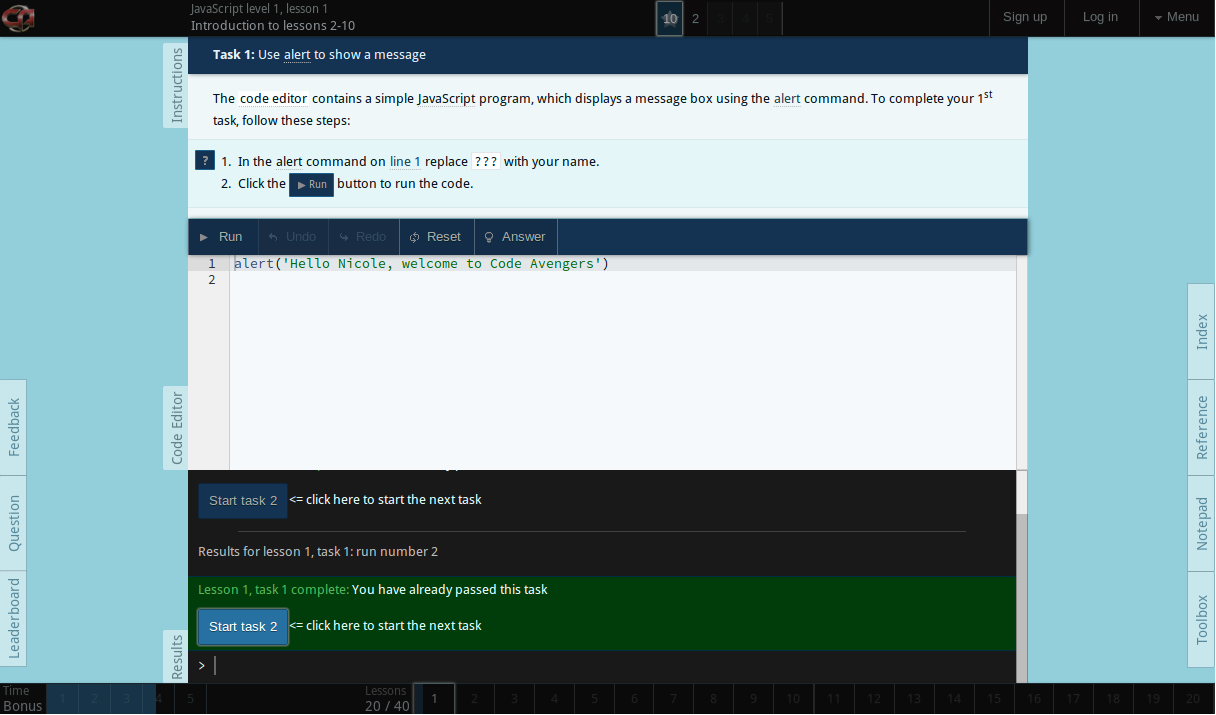 JavaScript level 1, lesson 1
Introduction to lessons 2-10
10 2 3 4 5
Sign up
Log in
Menu
Instructions
Task 1: Use alert to show a message
The code editor contains a simple JavaScript program, which displays a message box using the alert command. To complete your 1st
task, follow these steps:
? 1. In the alert command on line 1 replace ??? with your name.
2. Click the Run button to run the code.
Run Undo Redo Reset Answer
1 alert('Hello Nicole, welcome to Code Avengers')
2
Code Editor
Start task 2 <= click here to start the next task
Results for lesson 1, task 1: run number 2
Lesson 1, task 1 complete: You have already passed this task
Start task 2 <= click here to start the next task
>
Results
Feedback
Question
Leaderboard
Index
Reference
Notepad
Toolbox
Time
Bonus
1 2 3 4 5
Lessons
20 / 40
1 2 3 4 5 6 7 8 9 10 11 12 13 14 15 16 17 18 19 20